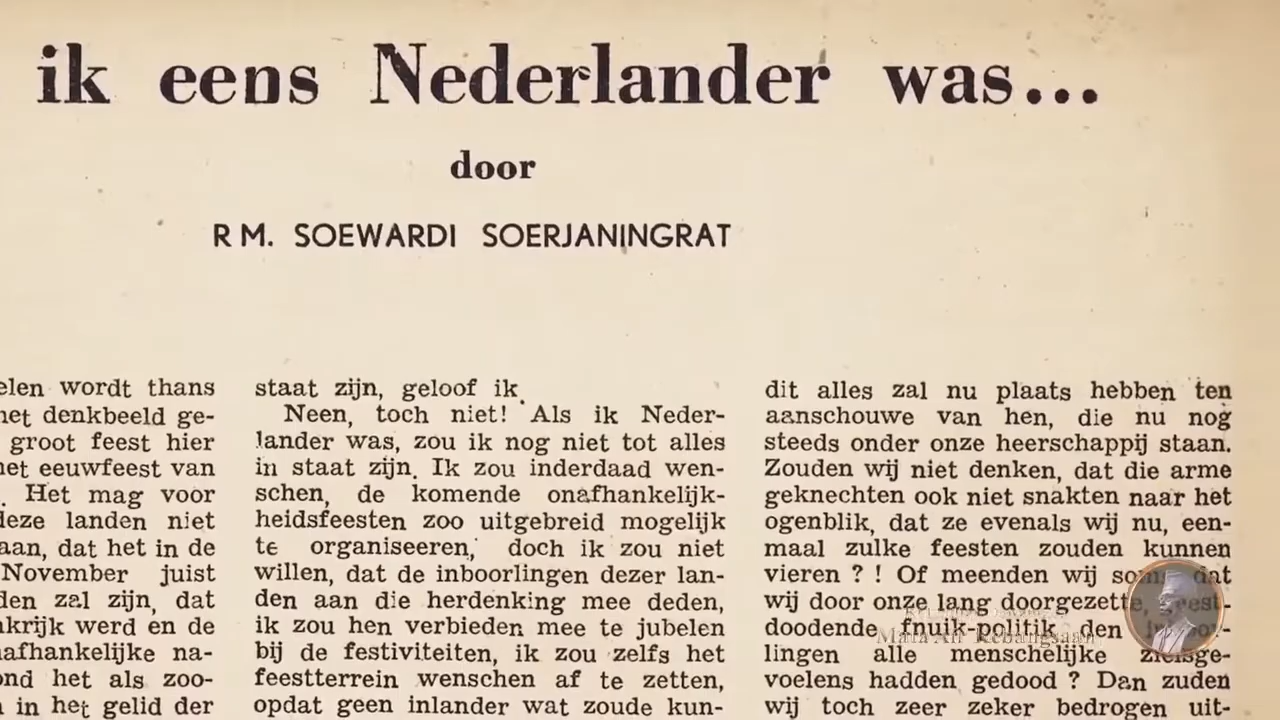 ik eens Nederlander was...
door
R M. SOEWARDI SOERJANINGRAT
elen wordt thans
het denkbeeld ge-
groot feest hier
het eeuwfeest van
. Het mag voor
deze landen niet
aan, dat het in de
November juist
den zal zijn, dat
krijk werd en de
afhankelijke na-
ond het als zoo-
in het gelid der
staat zijn, geloof ik.
Neen, toch niet! Als ik Neder-
lander was, zou ik nog niet tot alles
in staat zijn. Ik zou inderdaad wen-
schen, de komende onafhankelijk-
heidsfeesten zoo uitgebreid mogelijk
te organiseeren, doch ik zou niet
willen, dat de inboorlingen dezer lan-
den aan die herdenking mee deden,
ik zou hen verbieden mee te jubelen
bij de festiviteiten, ik zou zelfs het
feestterrein wenschen af te zetten,
opdat geen inlander wat zoude kun-
dit alles zal nu plaats hebben ten
aanschouwe van hen, die nu nog
steeds onder onze heerschappij staan.
Zouden wij niet denken, dat die arme
geknechten ook niet snakten naar het
ogenblik, dat ze evenals wij nu, een-
maal zulke feesten zouden kunnen
vieren ? ! Of meenden wij soms, dat
wij door onze lang doorgezette, geest-
doodende fnuik-politik den
lingen alle menschelijke zielsge-
voelens hadden gedood ? Dan zuden
wij toch zeer zeker bedrogen uit-
Mata Air Kebangsaan